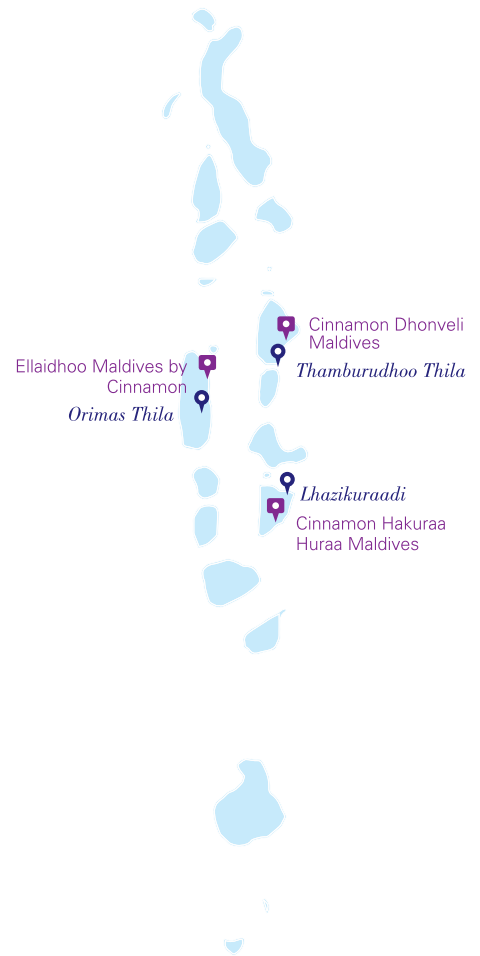 Cinnamon Dhonveli
Maldives
Thamburudhoo Thila
Ellaidhoo Maldives by
Cinnamon
Orimas Thila
Lhazikuraadi
Cinnamon Hakuraa
Huraa Maldives